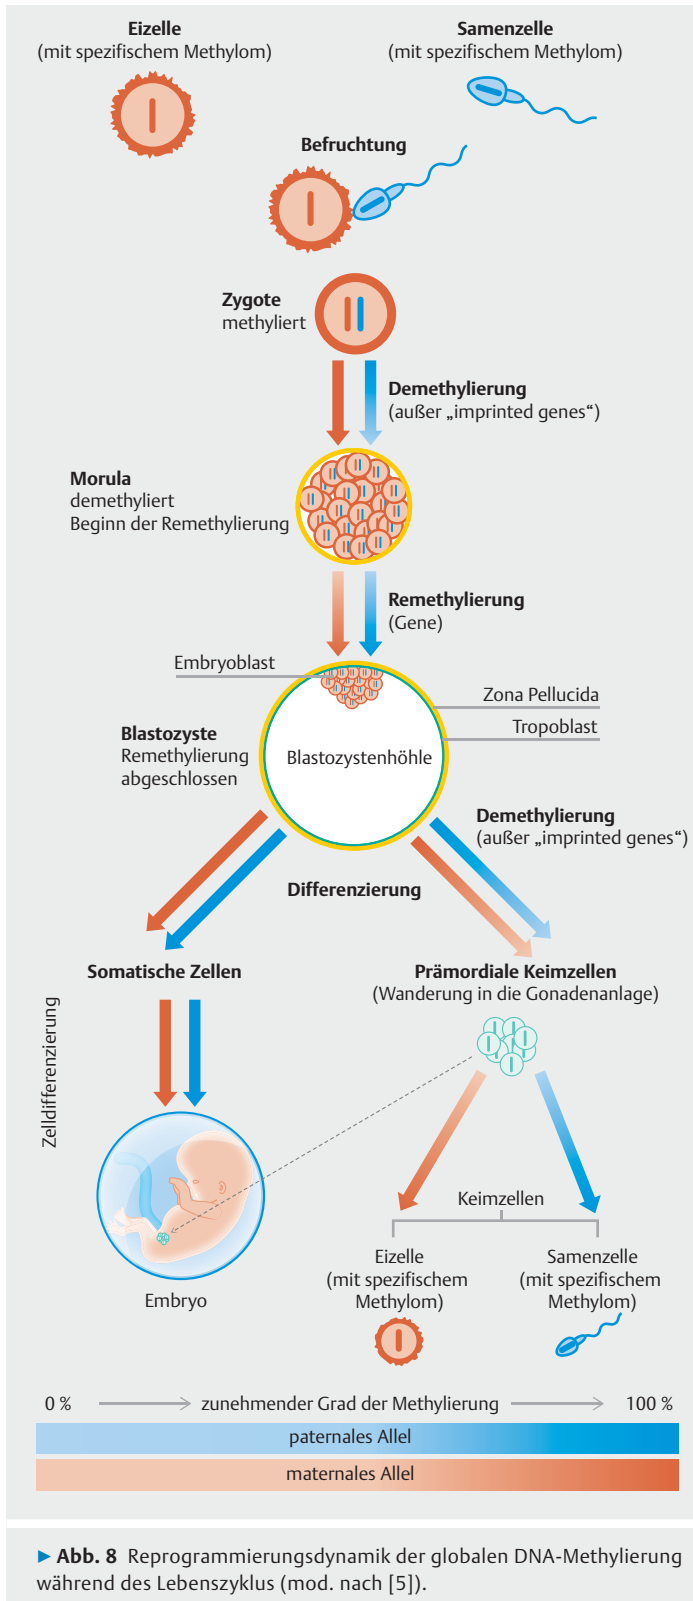 Eizelle
(mit spezifischem Methylom)
Samenzelle
(mit spezifischem Methylom)
Befruchtung
Zygote
methyliert
Demethylierung
(außer „imprinted genes“)
Morula
demethyliert
Beginn der Remethylierung
Remethylierung
(Gene)
Embryoblast
Zona Pellucida
Tropoblast
Blastozyste
Remethylierung
abgeschlossen
Blastozystenhöhle
Demethylierung
(außer „imprinted genes“)
Differenzierung
Somatische Zellen
Prämordiale Keimzellen
(Wanderung in die Gonadenanlage)
Zelldifferenzierung
Keimzellen
Eizelle
(mit spezifischem
Methylom)
Samenzelle
(mit spezifischem
Methylom)
Embryo
0 % zunehmender Grad der Methylierung 100 %
paternales Allel
maternales Allel
▶ Abb. 8 Reprogrammierungsdynamik der globalen DNA-Methylierung
während des Lebenszyklus (mod. nach [5]).